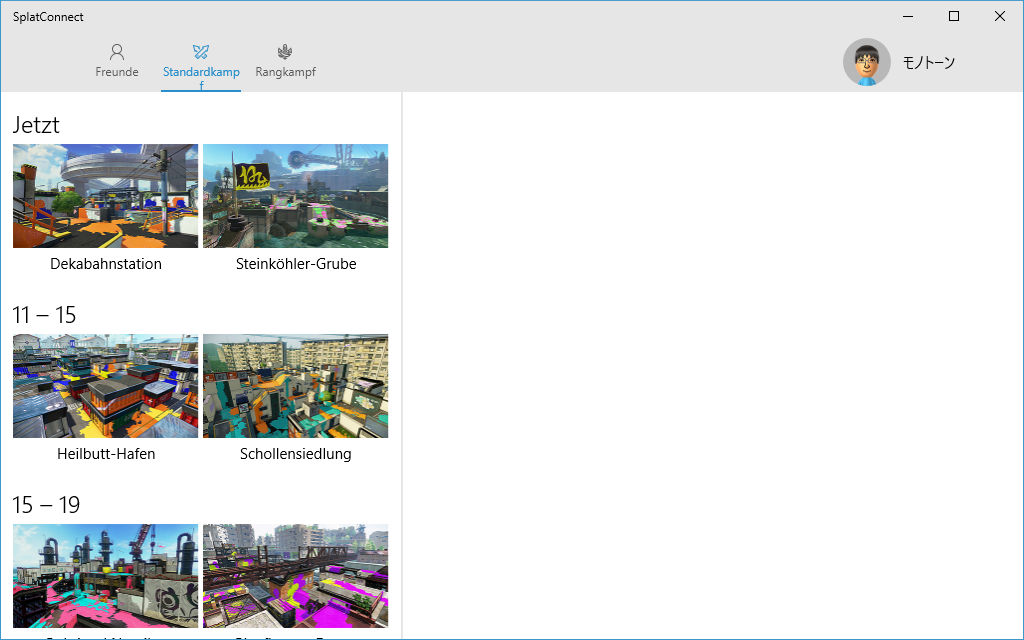 SplatConnect
Freunde
Standardkamp
f
Rangkampf
モノトーン
Jetzt
Dekabahnstation
Steinköhler-Grube
11 – 15
Heilbutt-Hafen
Schollensiedlung
15 – 19